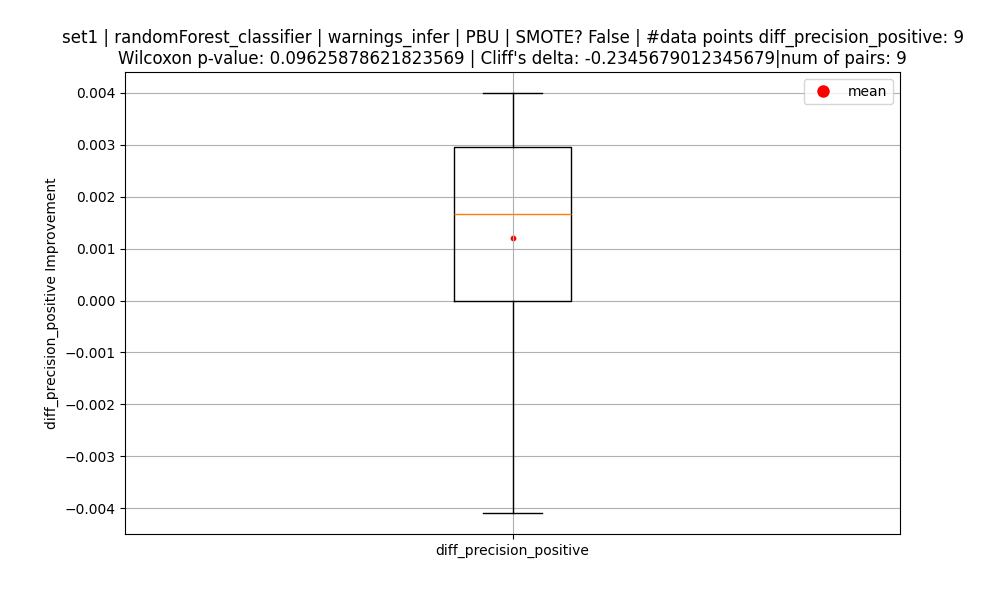 set1 | randomForest_classifier | warnings_infer | PBU | SMOTE? False | #data points diff_precision_positive: 9
Wilcoxon p-value: 0.09625878621823569 | Cliff's delta: -0.2345679012345679|num of pairs: 9
mean
0.004
0.003
0.002
0.001
0.000
−0.001
−0.002
−0.003
−0.004
diff_precision_positive Improvement
diff_precision_positive